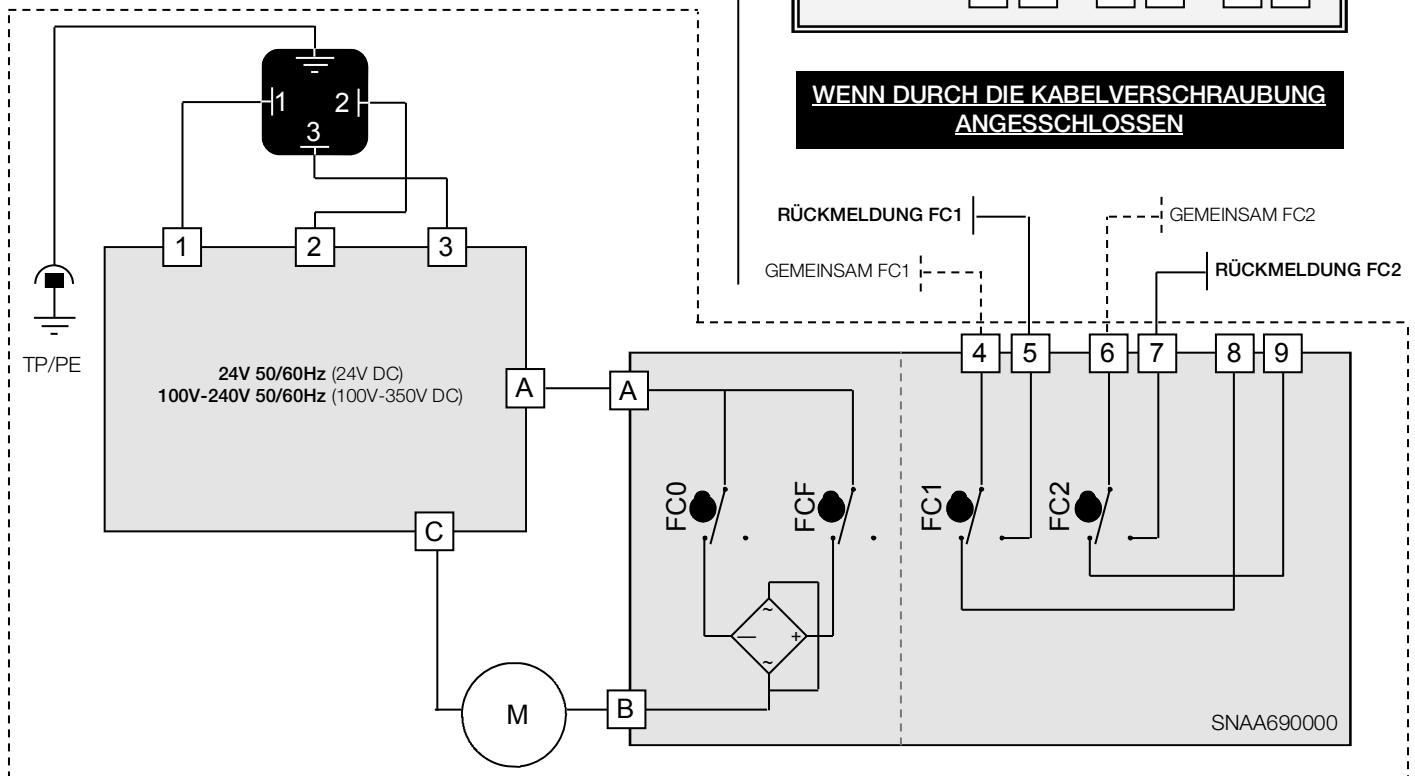 WENN DURCH DIE KABELVERSCHRAUBUNG
ANGESSCHLOSSEN
1
2
3
RÜCKMELDUNG FC1
GEMEINSAM FC2
GEMEINSAM FC1
RÜCKMELDUNG FC2
1
2
3
TP/PE
24V 50/60Hz (24V DC)
100V-240V 50/60Hz (100V-350V DC)
A
A
4
5
6
7
8
9
FC0
FCF
FC1
FC2
C
~
—
+
~
M
B
SNAA690000